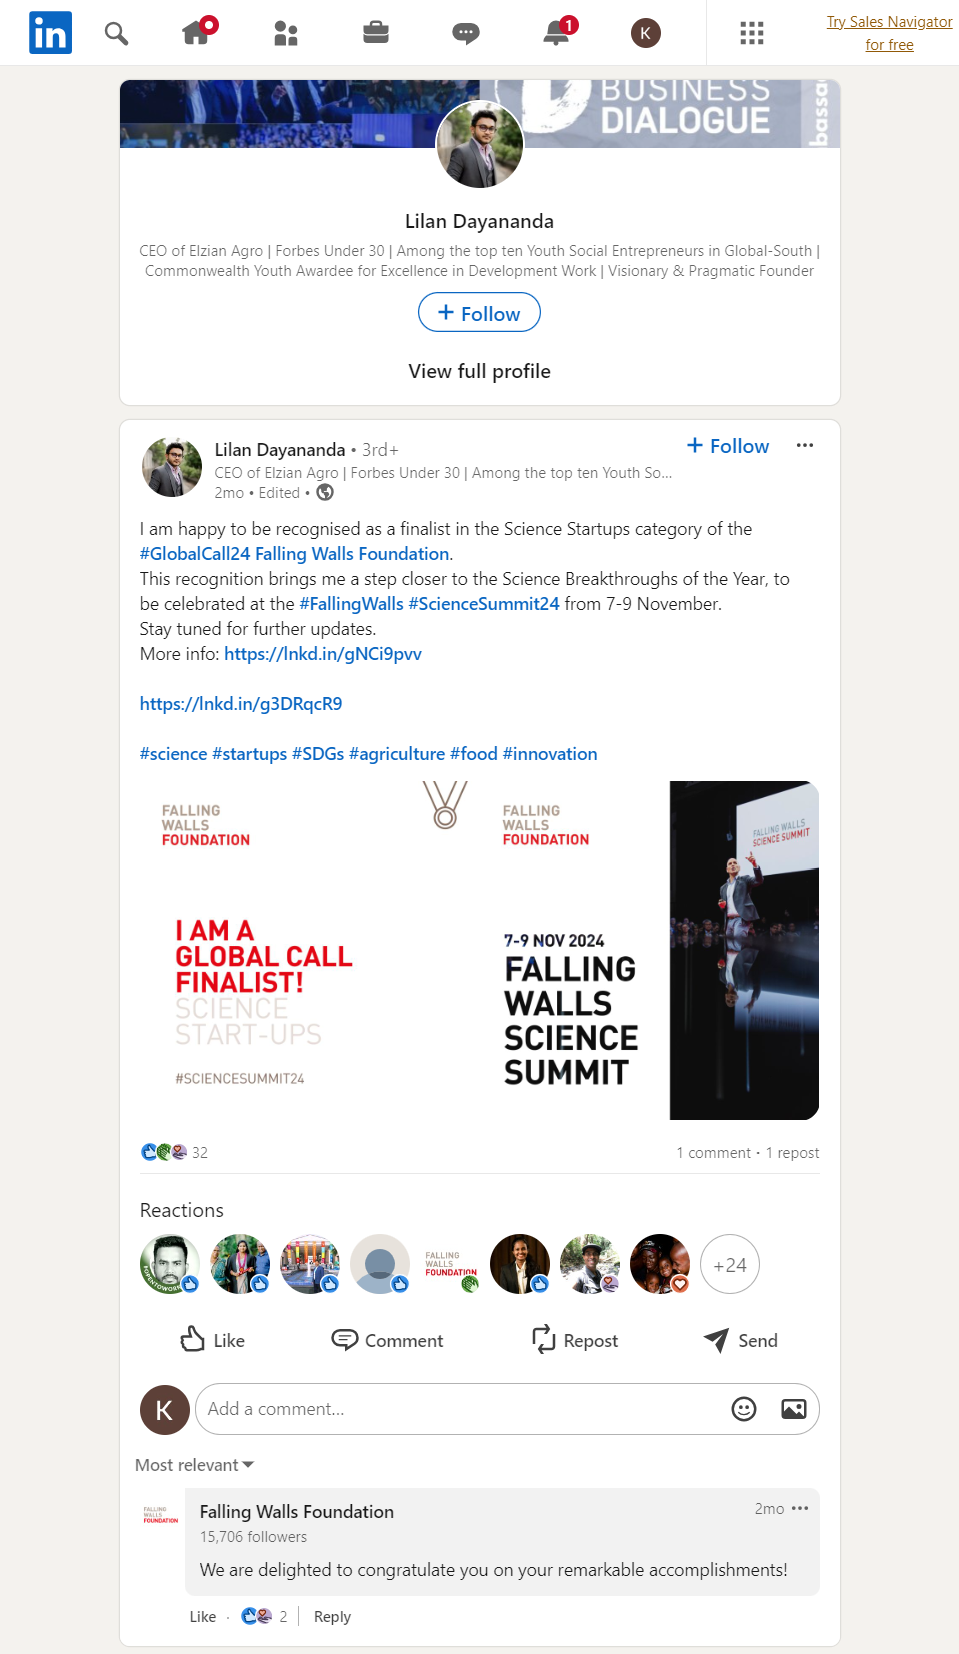 in
1
K
Try Sales Navigator
for free
BUSINESS
DIALOGUE
bassa
Lilan Dayananda
CEO of Elzian Agro | Forbes Under 30 | Among the top ten Youth Social Entrepreneurs in Global-South |
Commonwealth Youth Awardee for Excellence in Development Work | Visionary & Pragmatic Founder
+ Follow
View full profile
Lilan Dayananda • 3rd+
+ Follow
CEO of Elzian Agro | Forbes Under 30 | Among the top ten Youth So...
2mo • Edited •
I am happy to be recognised as a finalist in the Science Startups category of the
#GlobalCall24 Falling Walls Foundation.
This recognition brings me a step closer to the Science Breakthroughs of the Year, to
be celebrated at the #FallingWalls #ScienceSummit24 from 7-9 November.
Stay tuned for further updates.
More info: https://lnkd.in/gNCi9pvv
https://lnkd.in/g3DRqcR9
#science #startups #SDGs #agriculture #food #innovation
FALLING
WALLS
FOUNDATION
I AM A
GLOBAL CALL
FINALIST!
SCIENCE
START-UPS
#SCIENCESUMMIT24
FALLING
WALLS
FOUNDATION
7-9 NOV 2024
FALLING
WALLS
SCIENCE
SUMMIT
FALLING WALLS
SCIENCE SUMMIT
32
1 comment • 1 repost
Reactions
#OPENTOWORK
FALLING
WALLS
FOUNDATION
+24
Like
Comment
Repost
Send
K
Add a comment...
Most relevant
FALLING
WALLS
FOUNDATION
Falling Walls Foundation
2mo
15,706 followers
We are delighted to congratulate you on your remarkable accomplishments!
Like · 2 | Reply